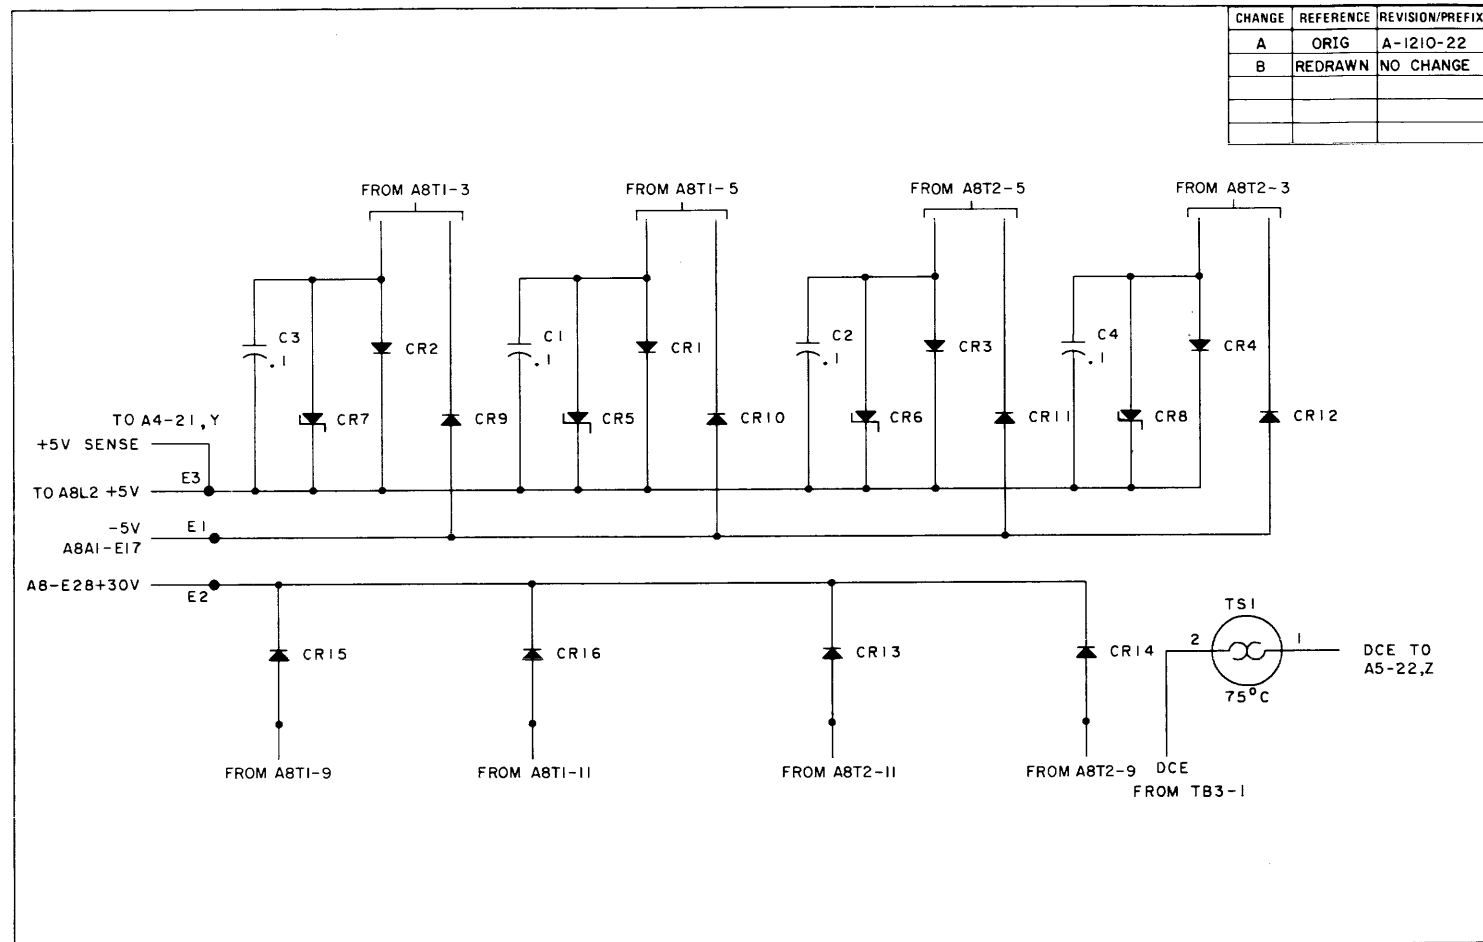 CHANGE REFERENCE REVISION/PREFIX
A ORIG A-1210-22
B REDRAWN NO CHANGE
FROM A8T1-3
FROM A8T1-5
FROM A8T2-5
FROM A8T2-3
C3
.1
CR2
C1
.1
CR1
C2
.1
CR3
C4
.1
CR4
CR7
CR9
CR5
CR10
CR6
CR11
CR8
CR12
TO A4-21,Y
+5V SENSE
E3
TO A8L2 +5V
-5V
E1
A8A1-E17
A8-E28+30V
E2
CR15
CR16
CR13
CR14
TS1
2
1
75°C
DCE TO
A5-22,Z
FROM A8T1-9
FROM A8T1-11
FROM A8T2-11
FROM A8T2-9
DCE
FROM TB3-1